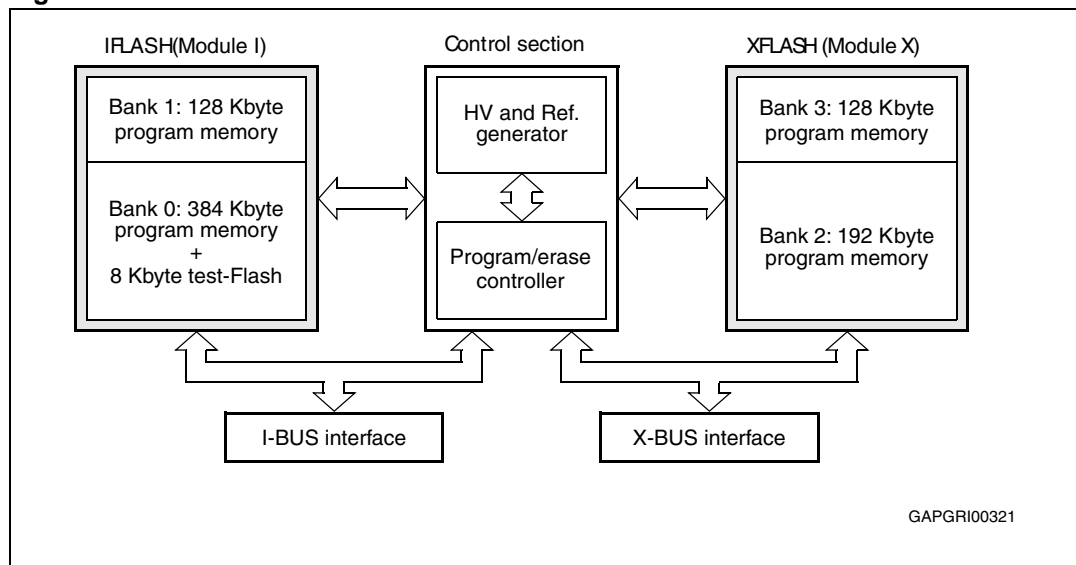 IFLASH(Module I)
Control section
XFLASH (Module X)
Bank 1: 128 Kbyte
program memory
HV and Ref.
generator
Bank 3: 128 Kbyte
program memory
Bank 0: 384 Kbyte
program memory
+
8 Kbyte test-Flash
Program/erase
controller
Bank 2: 192 Kbyte
program memory
I-BUS interface
X-BUS interface
GAPGRI00321